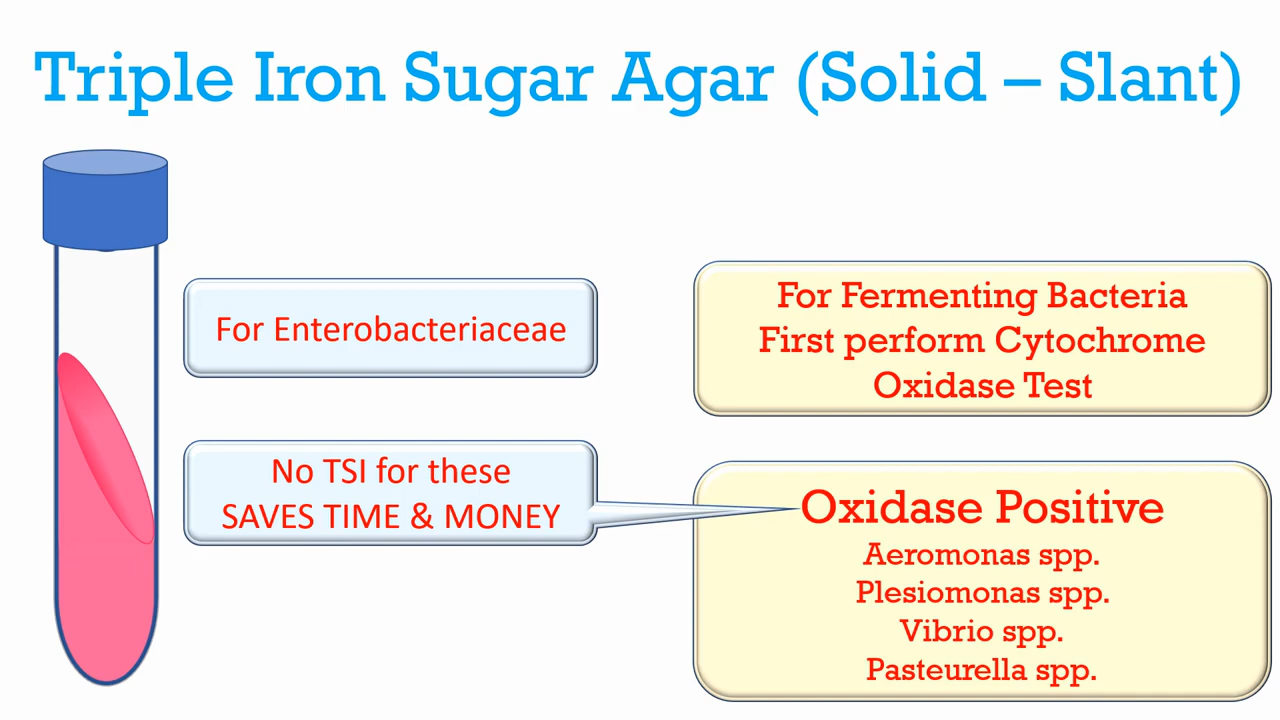 Triple Iron Sugar Agar (Solid – Slant)
For Enterobacteriaceae
No TSI for these
SAVES TIME & MONEY
For Fermenting Bacteria
First perform Cytochrome
Oxidase Test
Oxidase Positive
Aeromonas spp.
Plesiomonas spp.
Vibrio spp.
Pasteurella spp.